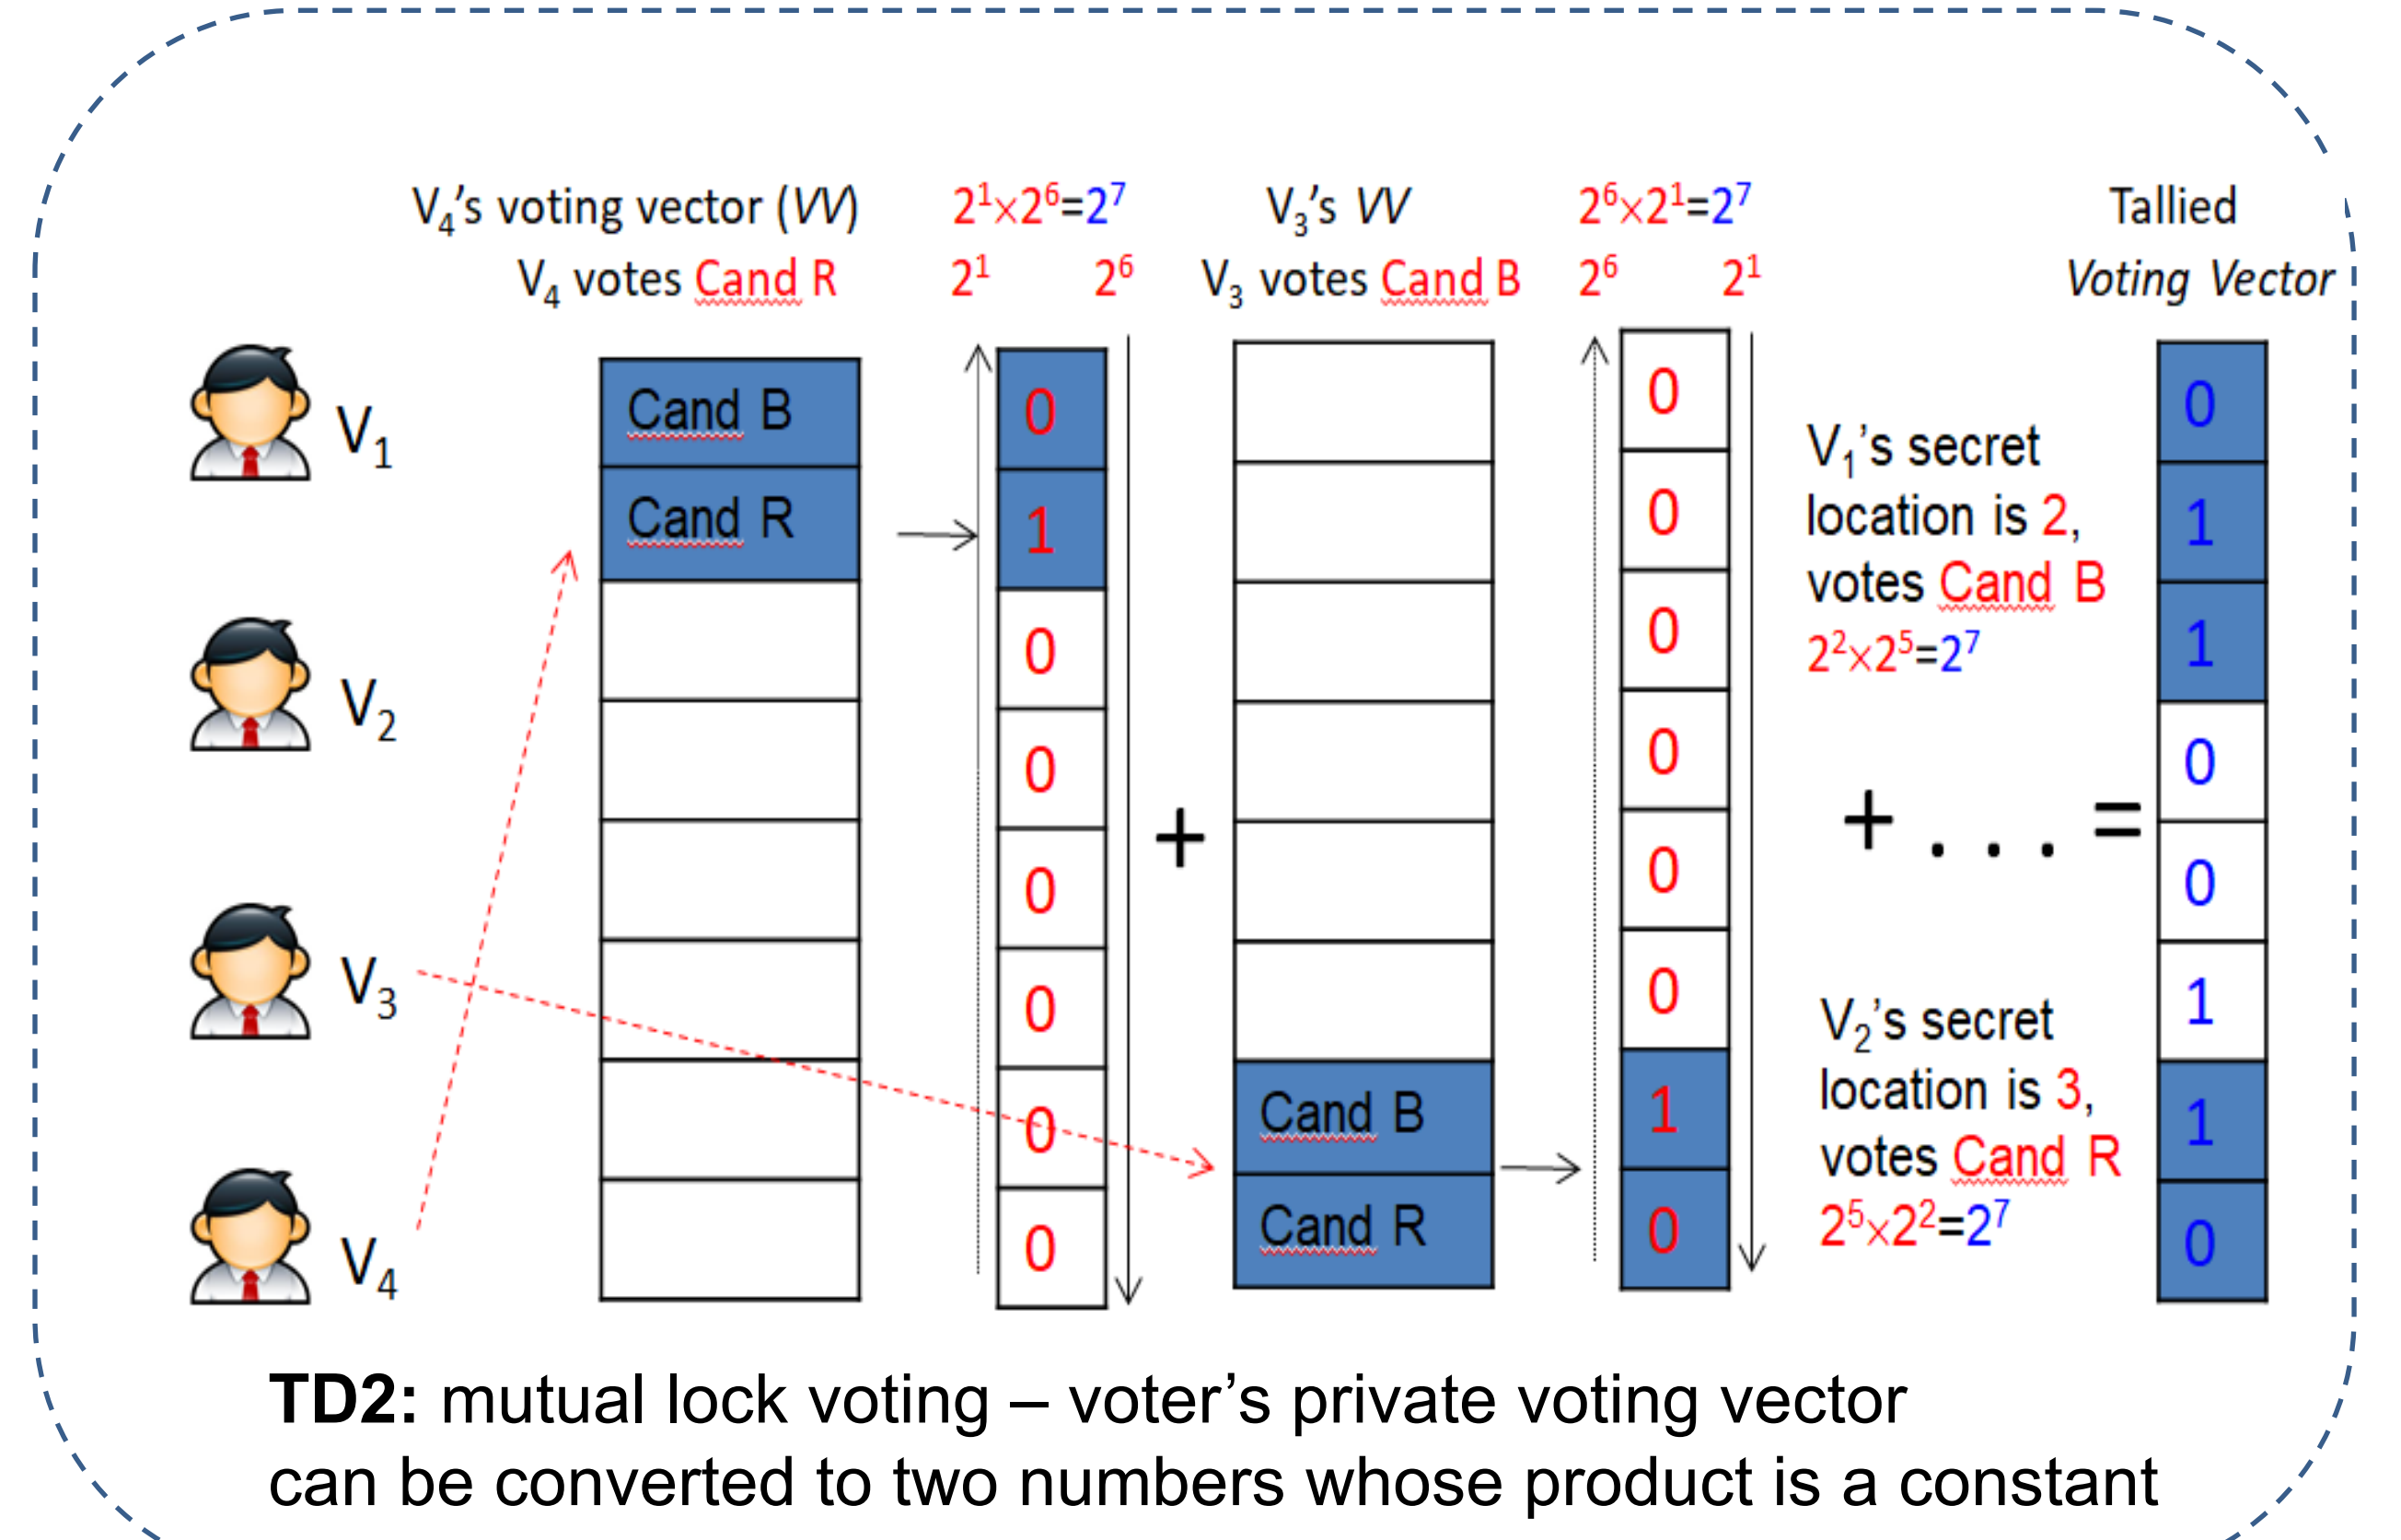 V₄'s voting vector (VV)
V₄ votes Cand R
2¹×2⁶=2⁷
2¹ 2⁶
V₃'s VV
V₃ votes Cand B
2⁶×2¹=2⁷
2⁶ 2¹
Tallied
Voting Vector
V₁
V₂
V₃
V₄
Cand B
Cand R
0
1
0
0
0
0
0
0
+
Cand B
Cand R
0
0
0
0
0
0
1
0
V₁'s secret
location is 2,
votes Cand B
2²×2⁵=2⁷
+ . . . =
V₂'s secret
location is 3,
votes Cand R
2⁵×2²=2⁷
0
1
1
0
0
1
1
0
TD2: mutual lock voting – voter's private voting vector
can be converted to two numbers whose product is a constant